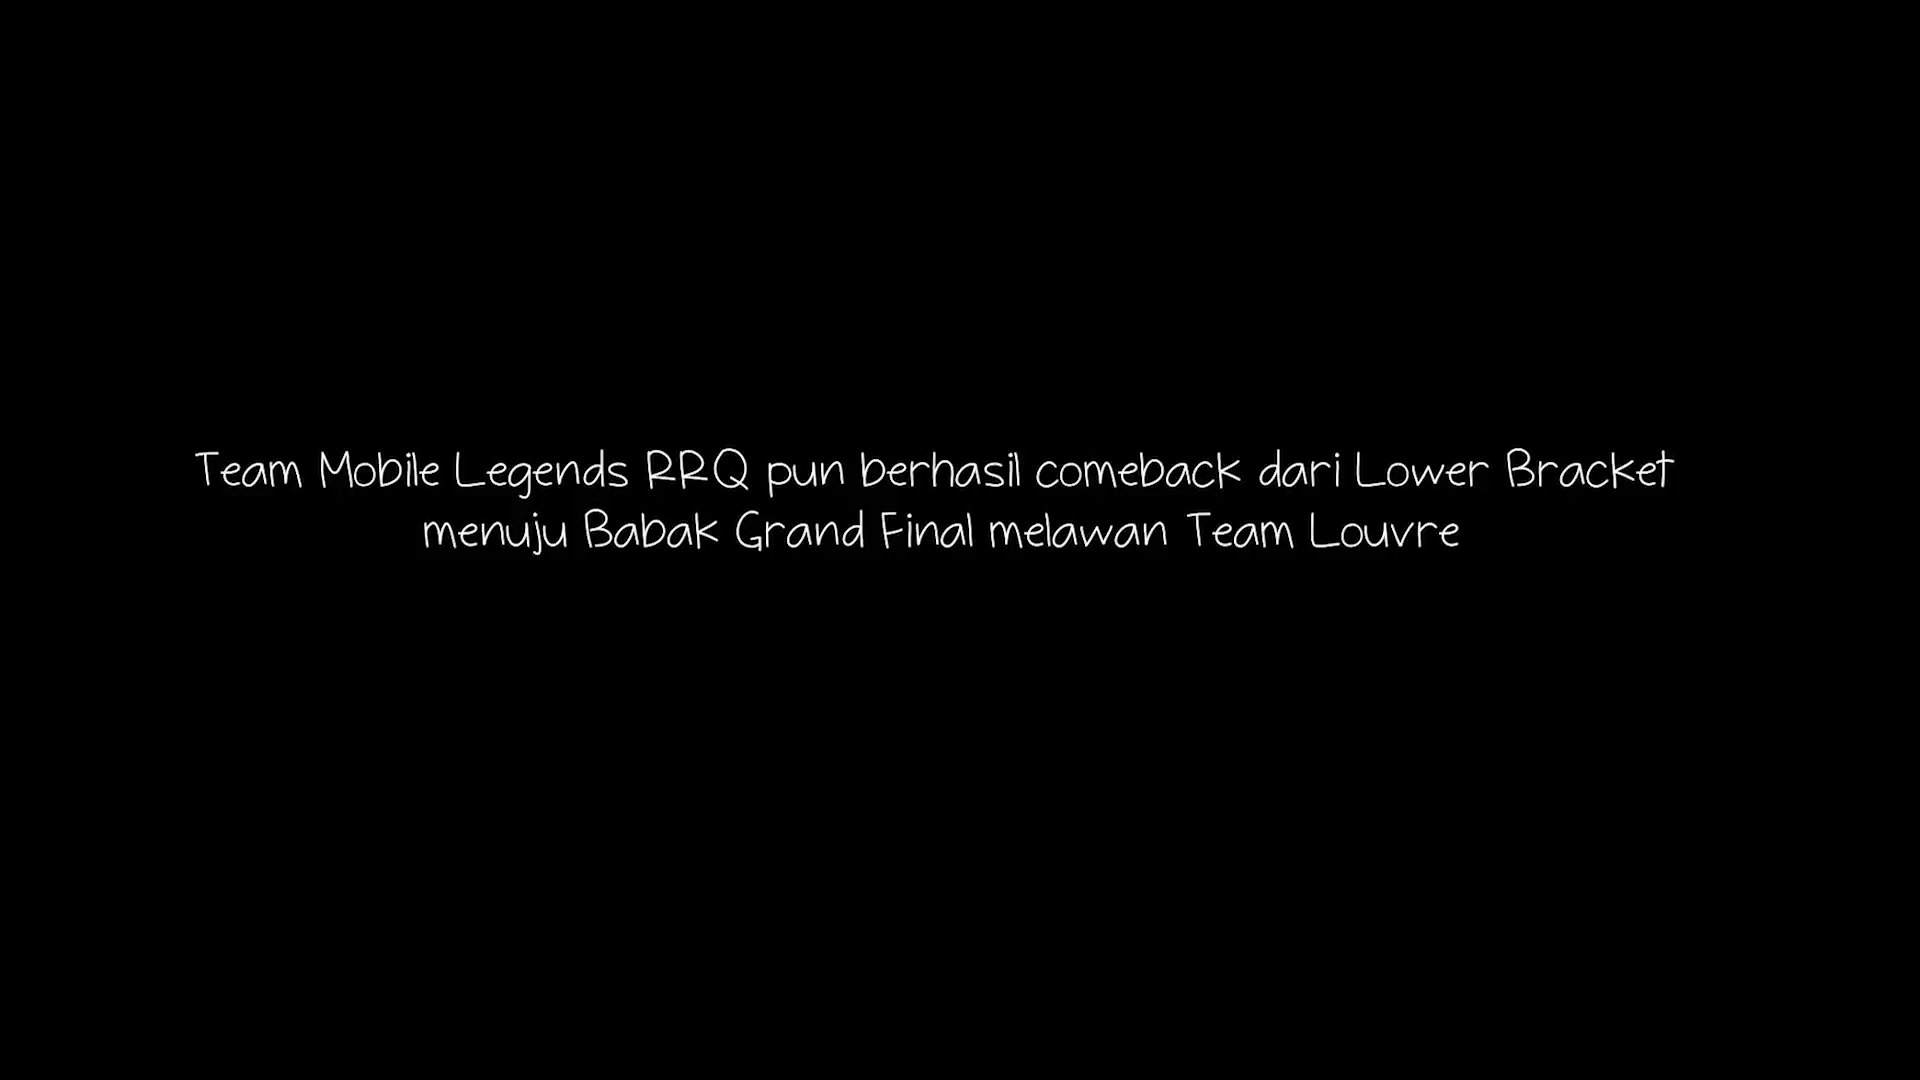 Team Mobile Legends RRQ pun berhasil comeback dari Lower Bracket
menuju Babak Grand Final melawan Team Louvre